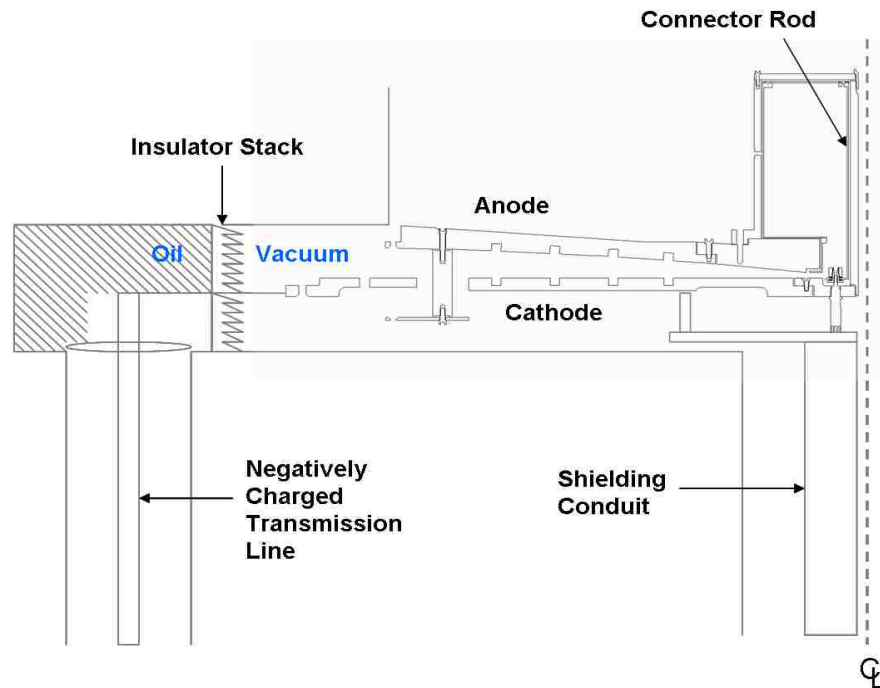 Connector Rod
Insulator Stack
Anode
Oil
Vacuum
Cathode
Negatively
Charged
Transmission
Line
Shielding
Conduit
℄